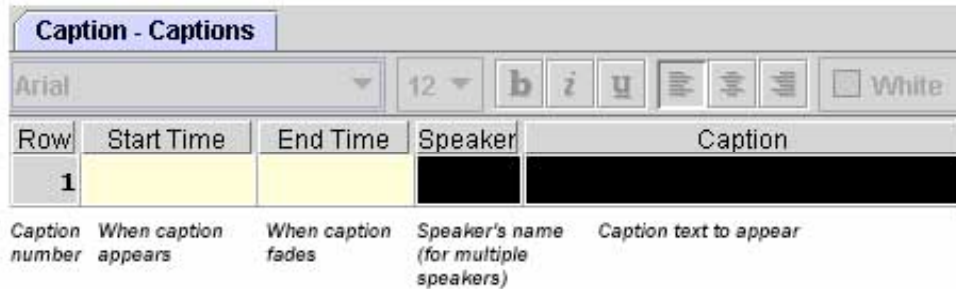 Caption - Captions
Arial 12 b i u White
Row Start Time End Time Speaker Caption
1
Caption number When caption appears When caption fades Speaker's name (for multiple speakers) Caption text to appear